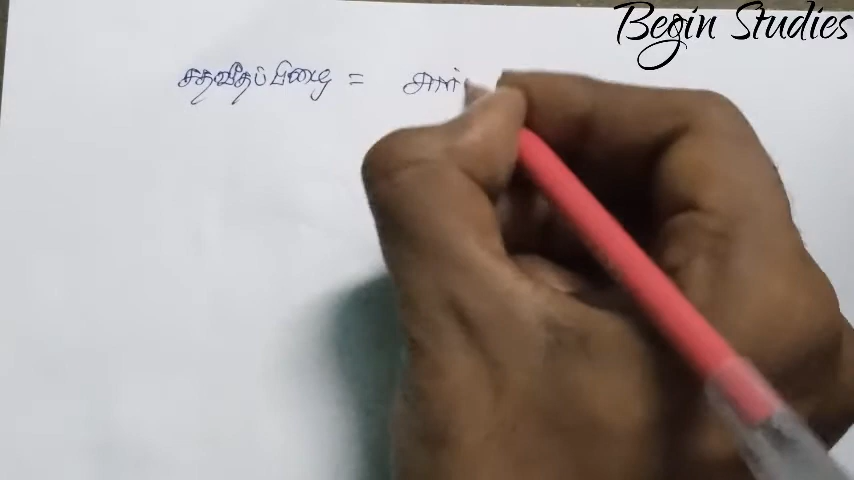 Begin Studies
சதவீதப் பிழை = சார்